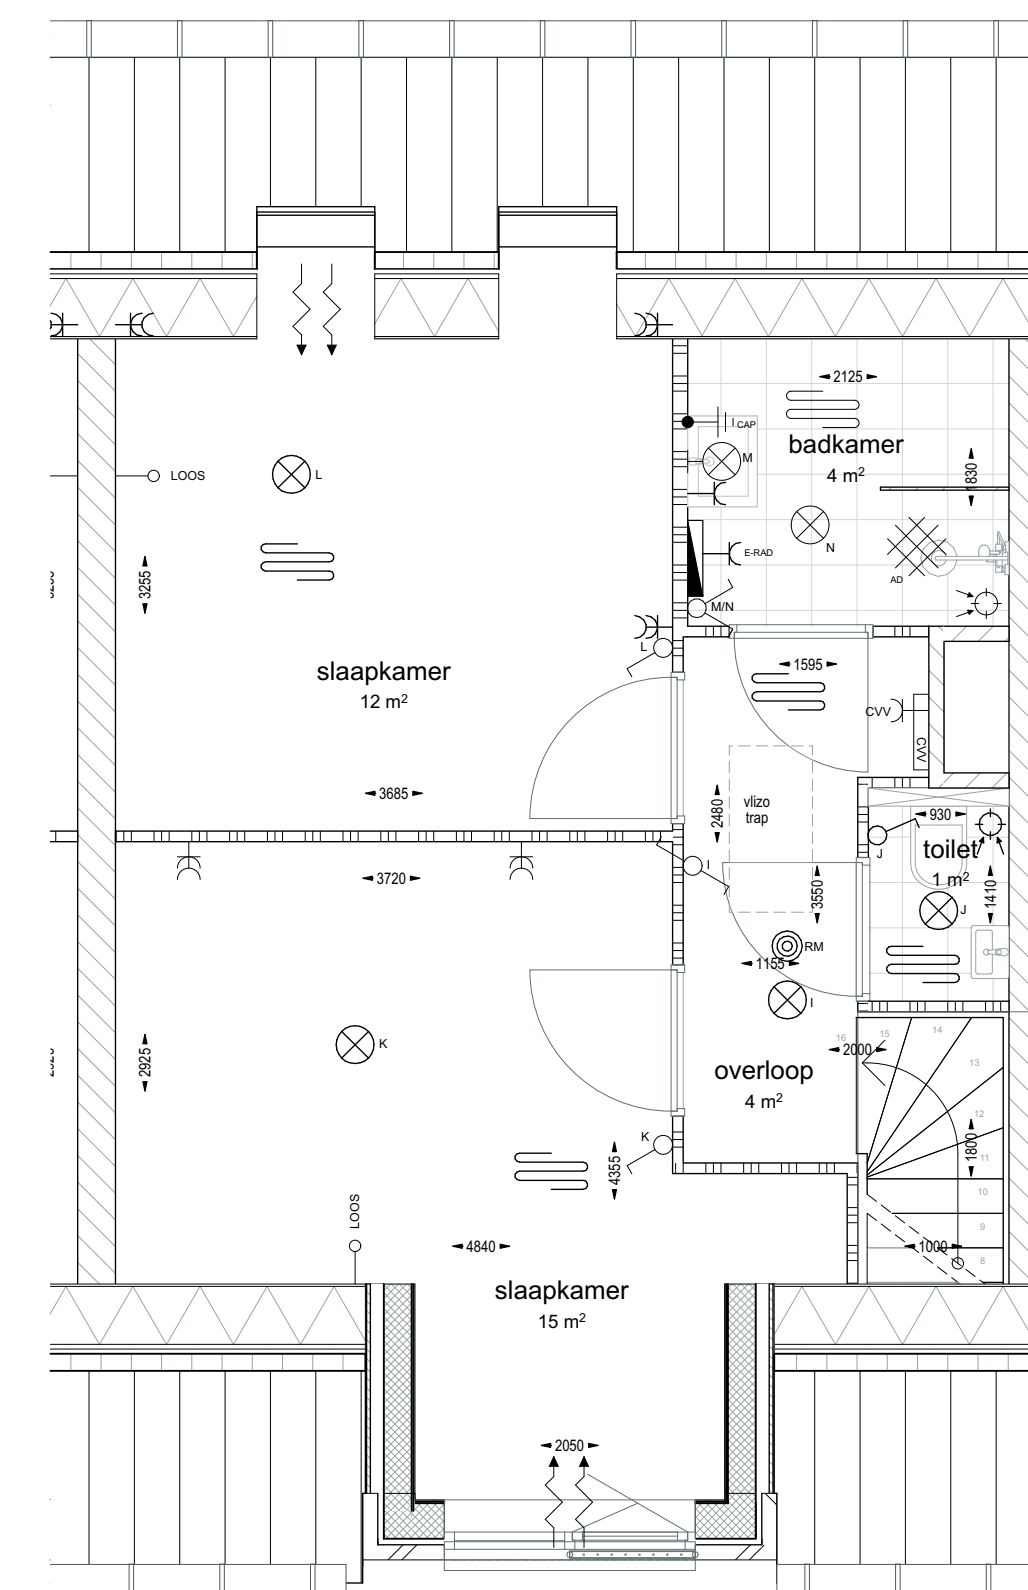 2125
I CAP
badkamer
M
4 m²
1830
LOOS
L
N
E-RAD
AD
3255
M/N
L
slaapkamer
12 m²
1595
CVV
CVV
3685
2480
vlizo
trap
930
J
toilet
1 m²
3720
I
3550
1410
J
RM
1155
I
K
2925
16
15
14
2000
13
overloop
4 m²
12
K
1800
11
4355
10
LOOS
9
4840
1000
8
slaapkamer
15 m²
2050